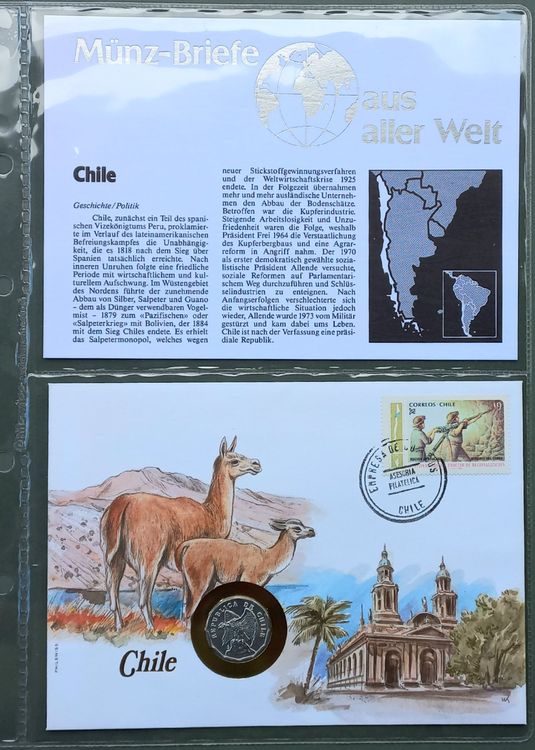 Münz-Briefe
aus
aller Welt
Chile
Geschichte/Politik
Chile, zunächst ein Teil des spani-
schen Vizekönigtums Peru, proklamier-
te im Verlauf des lateinamerikanischen
Befreiungskampfes die Unabhängig-
keit, die es 1818 nach dem Sieg über
Spanien tatsächlich erreichte. Nach
inneren Unruhen folgte eine friedliche
Periode mit wirtschaftlichem und kul-
turellem Aufschwung. Im Wüstengebiet
des Nordens führte der zunehmende
Abbau von Silber, Salpeter und Guano
- dem als Dünger verwendbaren Vogel-
mist - 1879 zum «Pazifischen» oder
«Salpeterkrieg» mit Bolivien, der 1884
mit dem Sieg Chiles endete. Es erhielt
das Salpetermonopol, welches wegen
neuer Stickstoffgewinnungsverfahren
und der Weltwirtschaftskrise 1925
endete. In der Folgezeit übernahmen
mehr und mehr ausländische Unterneh-
men den Abbau der Bodenschätze.
Betroffen war die Kupferindustrie.
Steigende Arbeitslosigkeit und Unzu-
friedenheit waren die Folge, weshalb
Präsident Frei 1964 die Verstaatlichung
des Kupferbergbaus und eine Agrar-
reform in Angriff nahm. Der 1970
als erster demokratisch gewählte sozia-
listische Präsident Allende versuchte,
soziale Reformen auf Parlamentari-
schem Weg durchzuführen und Schlüs-
selindustrien zu enteignen. Nach
Anfangserfolgen verschlechterte sich
die wirtschaftliche Situation jedoch
wieder, Allende wurde 1973 vom Militär
gestürzt und kam dabei ums Leben.
Chile ist nach der Verfassung eine präsi-
diale Republik.
CORREOS · CHILE
EMPRESA DE
ASESORIA
FILATELICA
CHILE
REPUBLICA DE CHILE
PHILSWISS
Chile